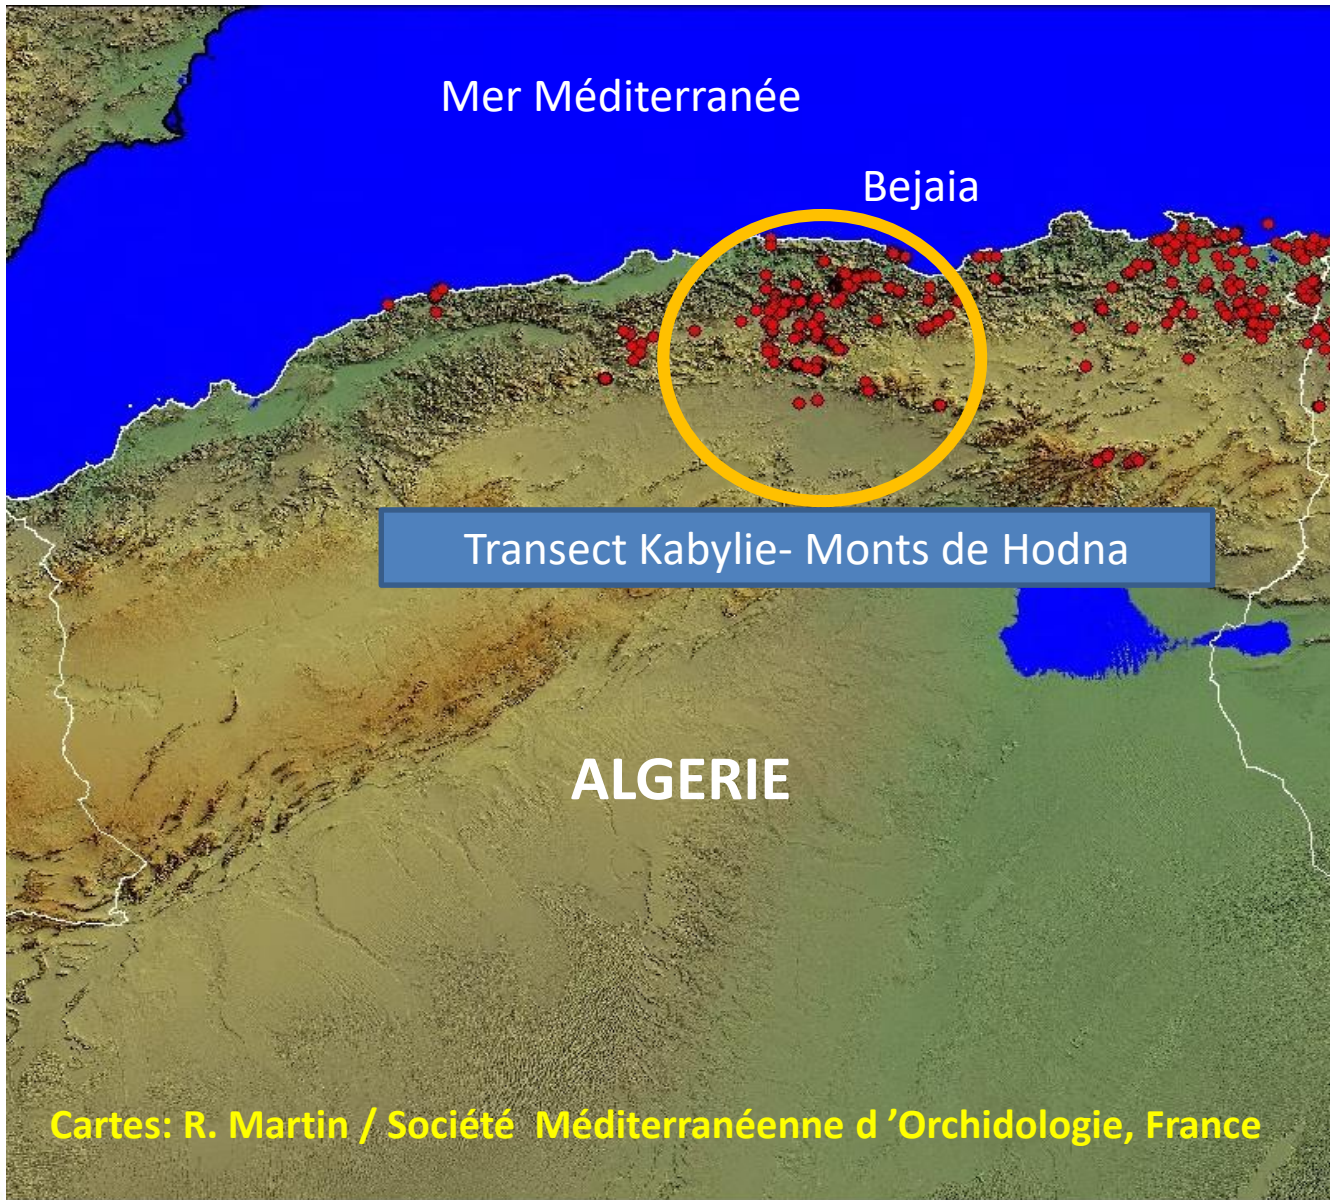 Mer Méditerranée
Bejaia
Transect Kabylie- Monts de Hodna
ALGERIE
Cartes: R. Martin / Société  Méditerranéenne d ’Orchidologie, France